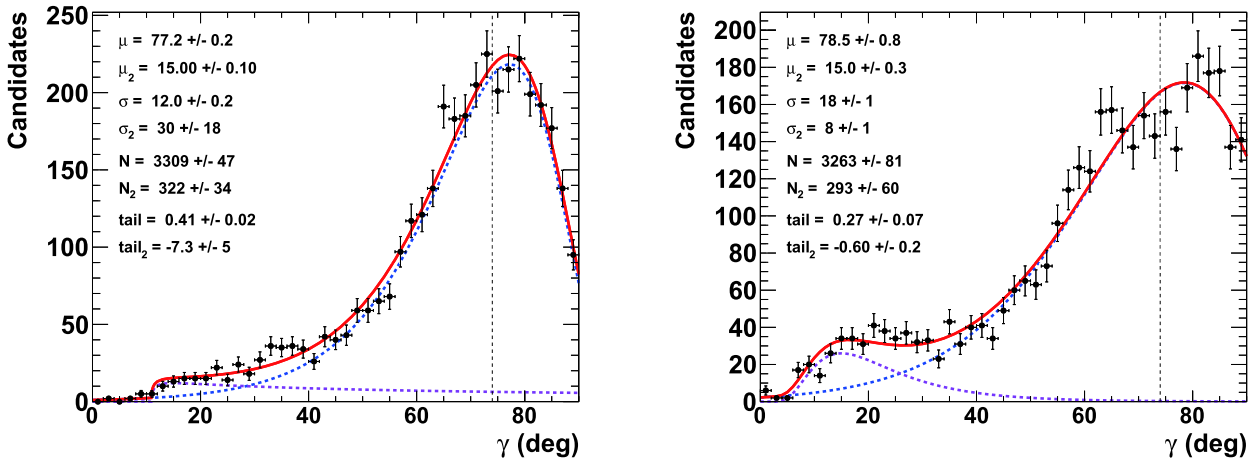 Candidates
250
200
150
100
50
0
μ = 77.2 +/- 0.2
μ2 = 15.00 +/- 0.10
σ = 12.0 +/- 0.2
σ2 = 30 +/- 18
N = 3309 +/- 47
N2 = 322 +/- 34
tail = 0.41 +/- 0.02
tail2 = -7.3 +/- 5
0 20 40 60 80
γ (deg)
Candidates
200
180
160
140
120
100
80
60
40
20
0
μ = 78.5 +/- 0.8
μ2 = 15.0 +/- 0.3
σ = 18 +/- 1
σ2 = 8 +/- 1
N = 3263 +/- 81
N2 = 293 +/- 60
tail = 0.27 +/- 0.07
tail2 = -0.60 +/- 0.2
0 20 40 60 80
γ (deg)